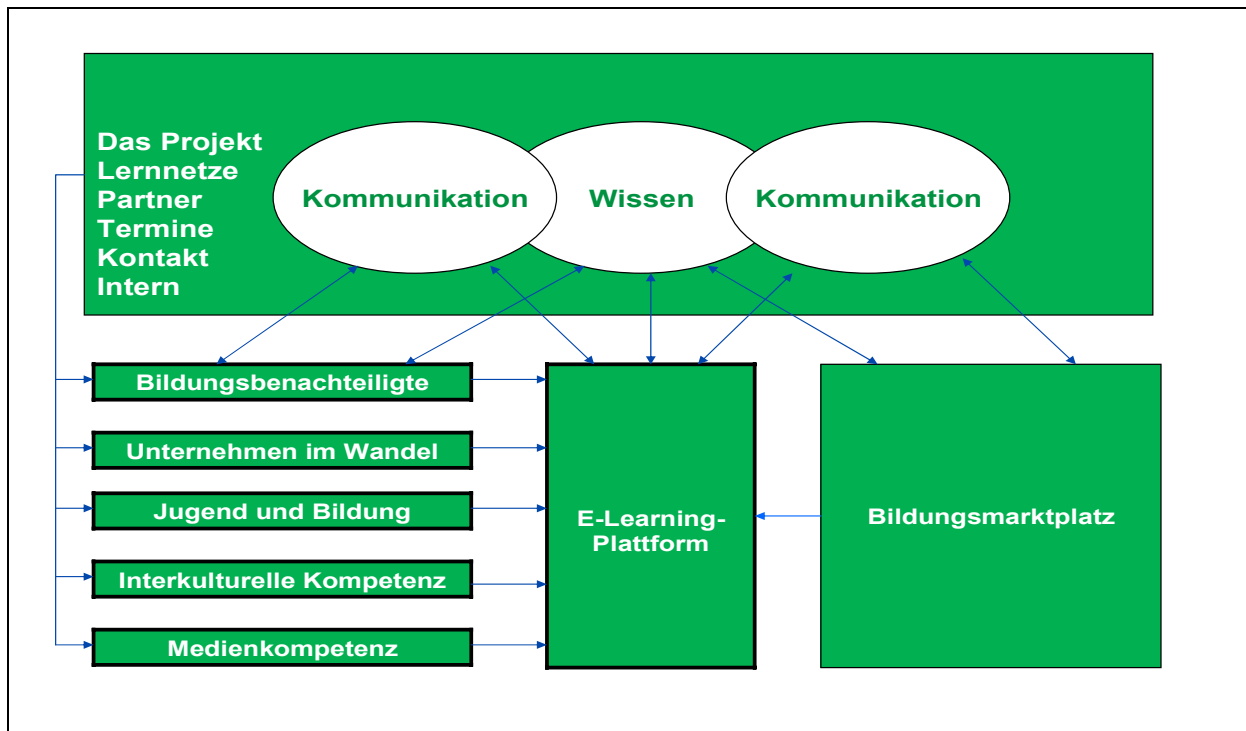 Das Projekt
Lernnetze
Partner
Termine
Kontakt
Intern
Kommunikation
Wissen
Kommunikation
Bildungsbenachteiligte
Unternehmen im Wandel
Jugend und Bildung
Interkulturelle Kompetenz
Medienkompetenz
E-Learning-
Plattform
Bildungsmarktplatz